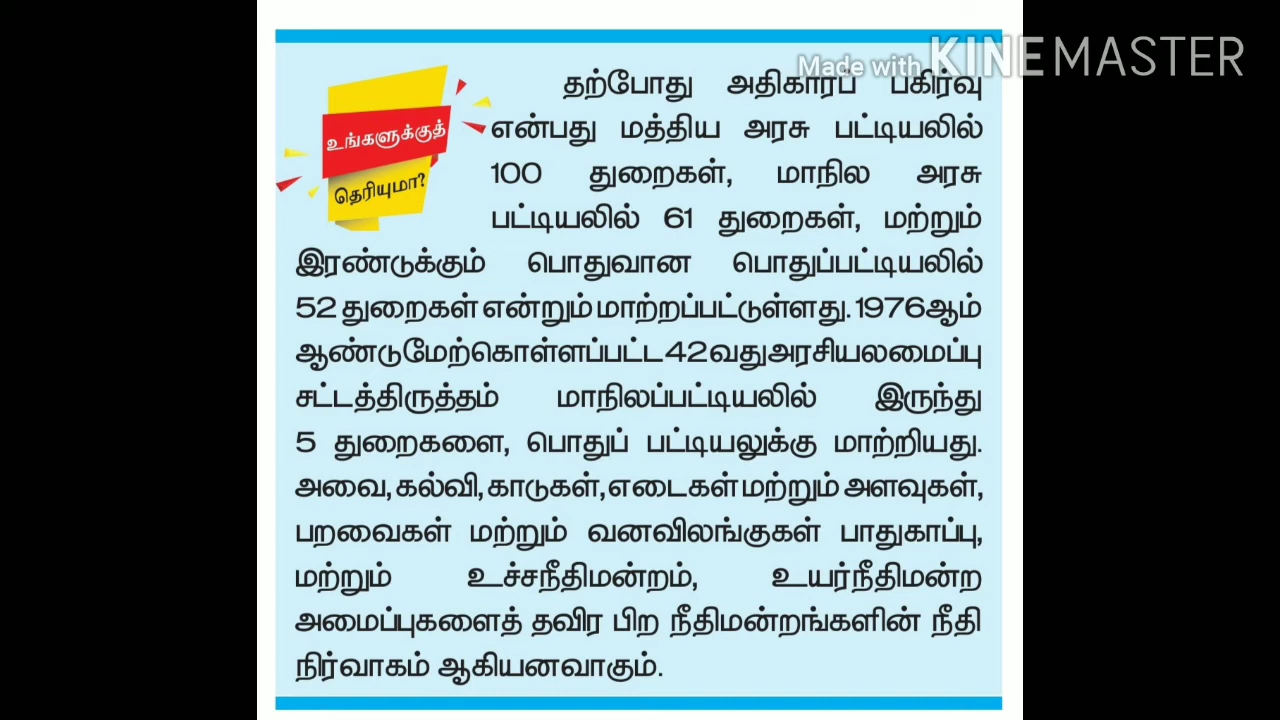 Made with KINEMASTER
உங்களுக்குத்
தெரியுமா?
தற்போது அதிகாரப் பகிர்வு
என்பது மத்திய அரசு பட்டியலில்
100 துறைகள், மாநில அரசு
பட்டியலில் 61 துறைகள், மற்றும்
இரண்டுக்கும் பொதுவான பொதுப்பட்டியலில்
52 துறைகள் என்றும் மாற்றப்பட்டுள்ளது. 1976ஆம்
ஆண்டு மேற்கொள்ளப்பட்ட 42வது அரசியலமைப்பு
சட்டத்திருத்தம் மாநிலப்பட்டியலில் இருந்து
5 துறைகளை, பொதுப் பட்டியலுக்கு மாற்றியது.
அவை, கல்வி, காடுகள், எடைகள் மற்றும் அளவுகள்,
பறவைகள் மற்றும் வனவிலங்குகள் பாதுகாப்பு,
மற்றும் உச்சநீதிமன்றம், உயர்நீதிமன்ற
அமைப்புகளைத் தவிர பிற நீதிமன்றங்களின் நீதி
நிர்வாகம் ஆகியனவாகும்.